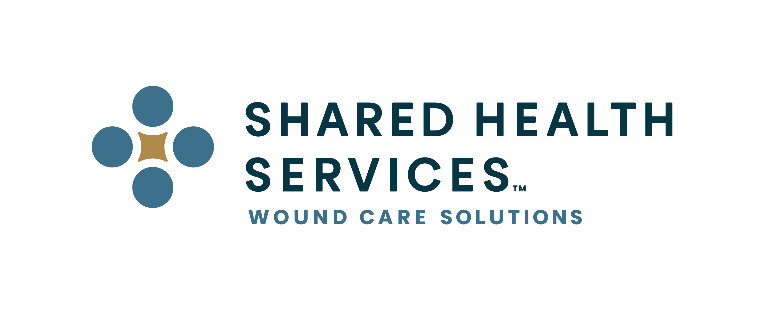 SHARED HEALTH
SERVICES™
WOUND CARE SOLUTIONS